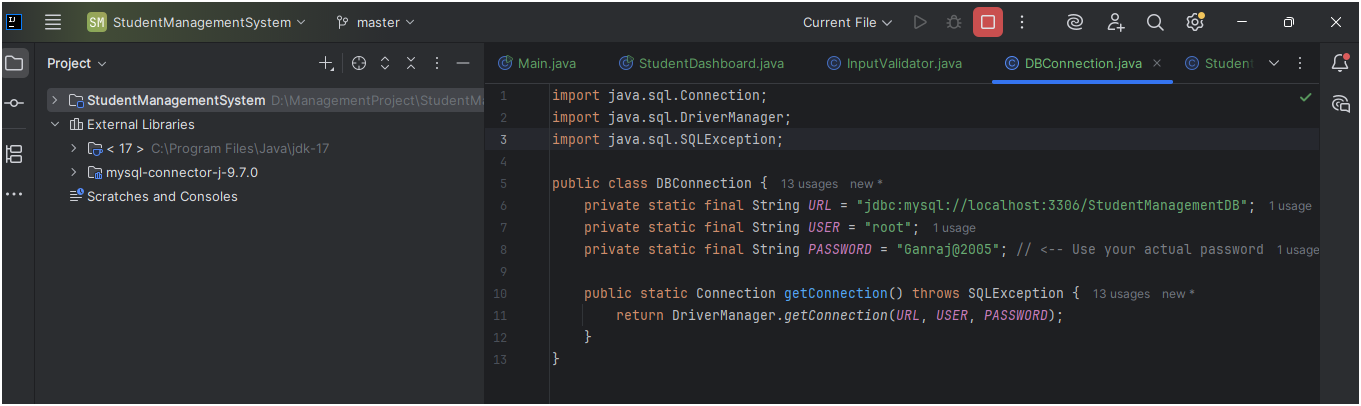 SM StudentManagementSystem master Current File
Project
Main.java StudentDashboard.java InputValidator.java DBConnection.java Student
StudentManagementSystem D:\ManagementProject\StudentMa
External Libraries
< 17 > C:\Program Files\Java\jdk-17
mysql-connector-j-9.7.0
Scratches and Consoles
1 import java.sql.Connection;
2 import java.sql.DriverManager;
3 import java.sql.SQLException;
4
5 public class DBConnection { 13 usages new *
6 private static final String URL = "jdbc:mysql://localhost:3306/StudentManagementDB"; 1 usage
7 private static final String USER = "root"; 1 usage
8 private static final String PASSWORD = "Ganraj@2005"; // <-- Use your actual password 1 usage
9
10 public static Connection getConnection() throws SQLException { 13 usages new *
11 return DriverManager.getConnection(URL, USER, PASSWORD);
12 }
13 }